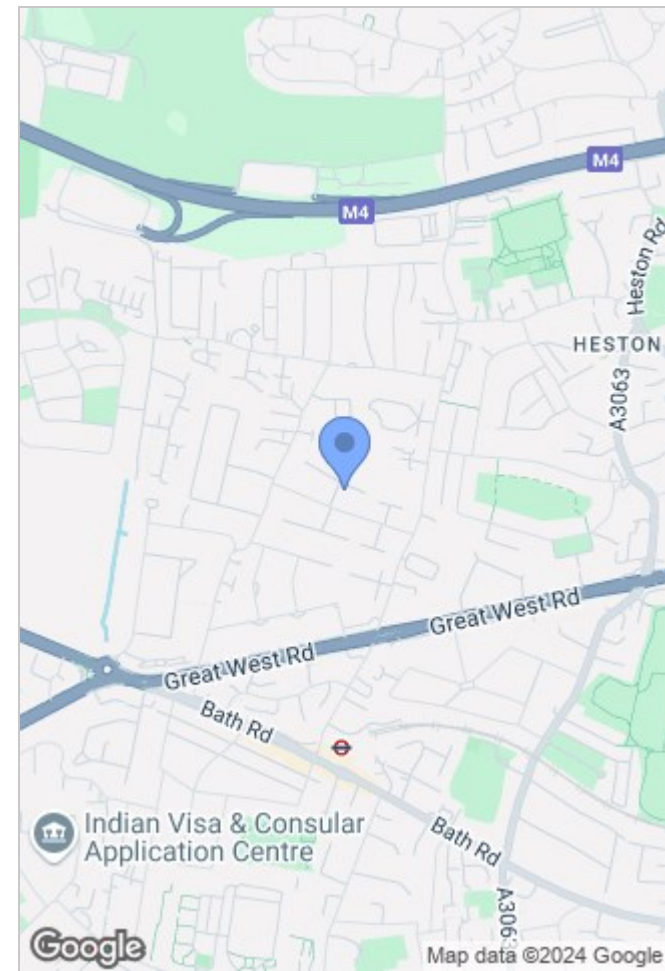 M4
M4
Heston Rd
HESTON
A3063
Great West Rd
Great West Rd
Bath Rd
Indian Visa & Consular
Application Centre
Bath Rd
A3063
Google
Map data ©2024 Google